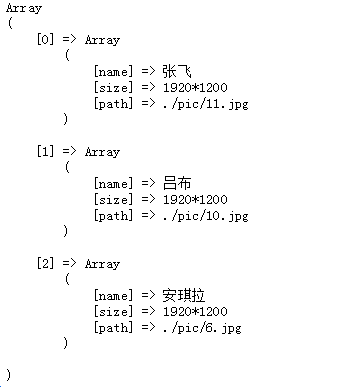 Array
(
    [0] => Array
        (
            [name] => 张飞
            [size] => 1920*1200
            [path] => ./pic/11.jpg
        )

    [1] => Array
        (
            [name] => 吕布
            [size] => 1920*1200
            [path] => ./pic/10.jpg
        )

    [2] => Array
        (
            [name] => 安琪拉
            [size] => 1920*1200
            [path] => ./pic/6.jpg
        )

)